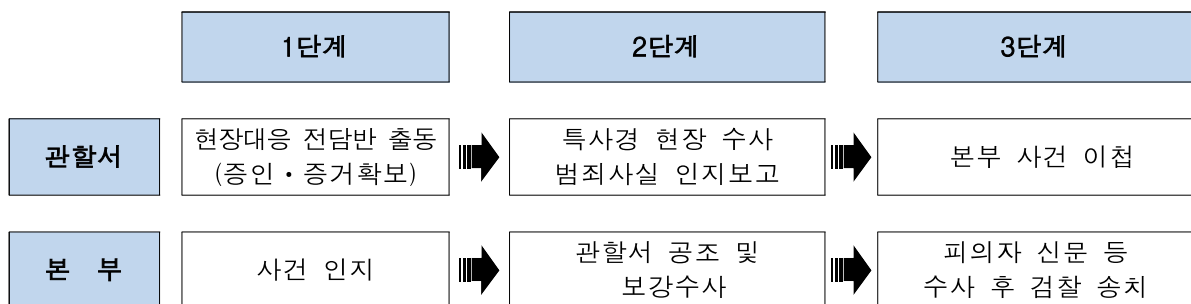 1단계
2단계
3단계
관할서
현장대응 전담반 출동
(증인・증거확보)
특사경 현장 수사
범죄사실 인지보고
본부 사건 이첩
본 부
사건 인지
관할서 공조 및
보강수사
피의자 신문 등
수사 후 검찰 송치